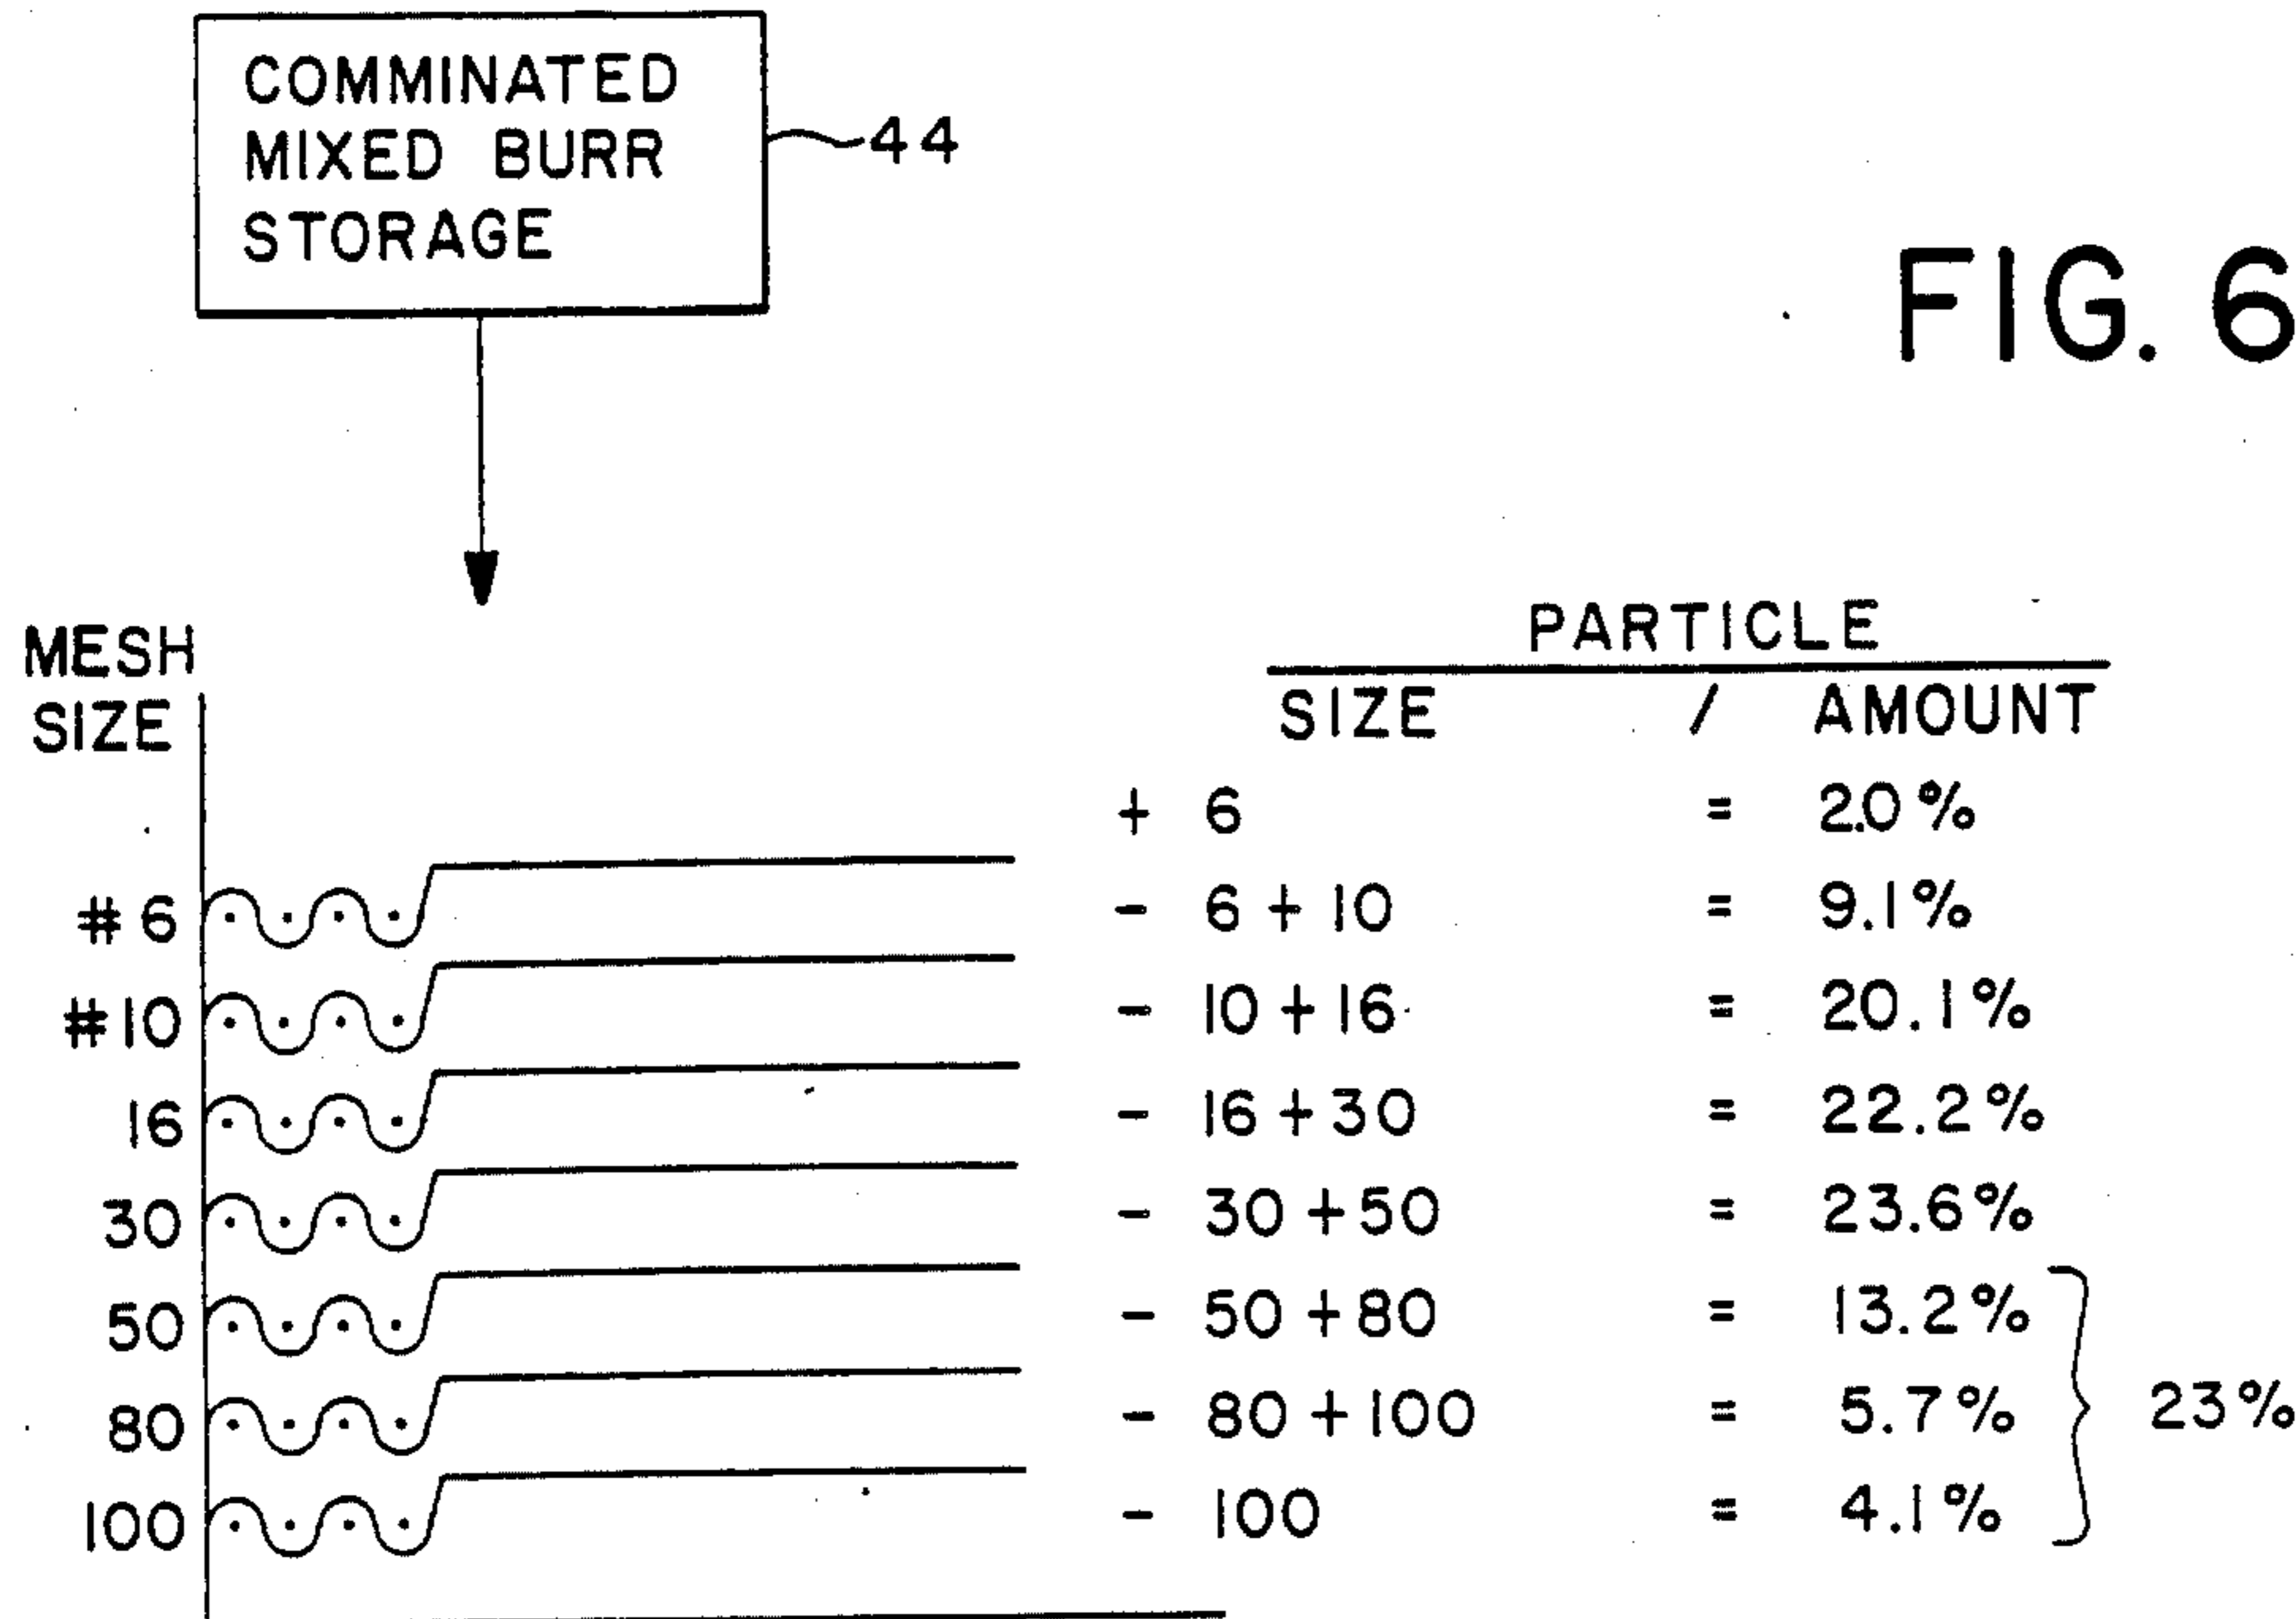 COMMINATED
MIXED BURR
STORAGE
44
FIG. 6
MESH
SIZE
PARTICLE
SIZE / AMOUNT
+ 6 = 2.0%
#6 - 6 + 10 = 9.1%
#10 - 10 + 16 = 20.1%
16 - 16 + 30 = 22.2%
30 - 30 + 50 = 23.6%
50 - 50 + 80 = 13.2%
80 - 80 + 100 = 5.7% 23%
100 - 100 = 4.1%